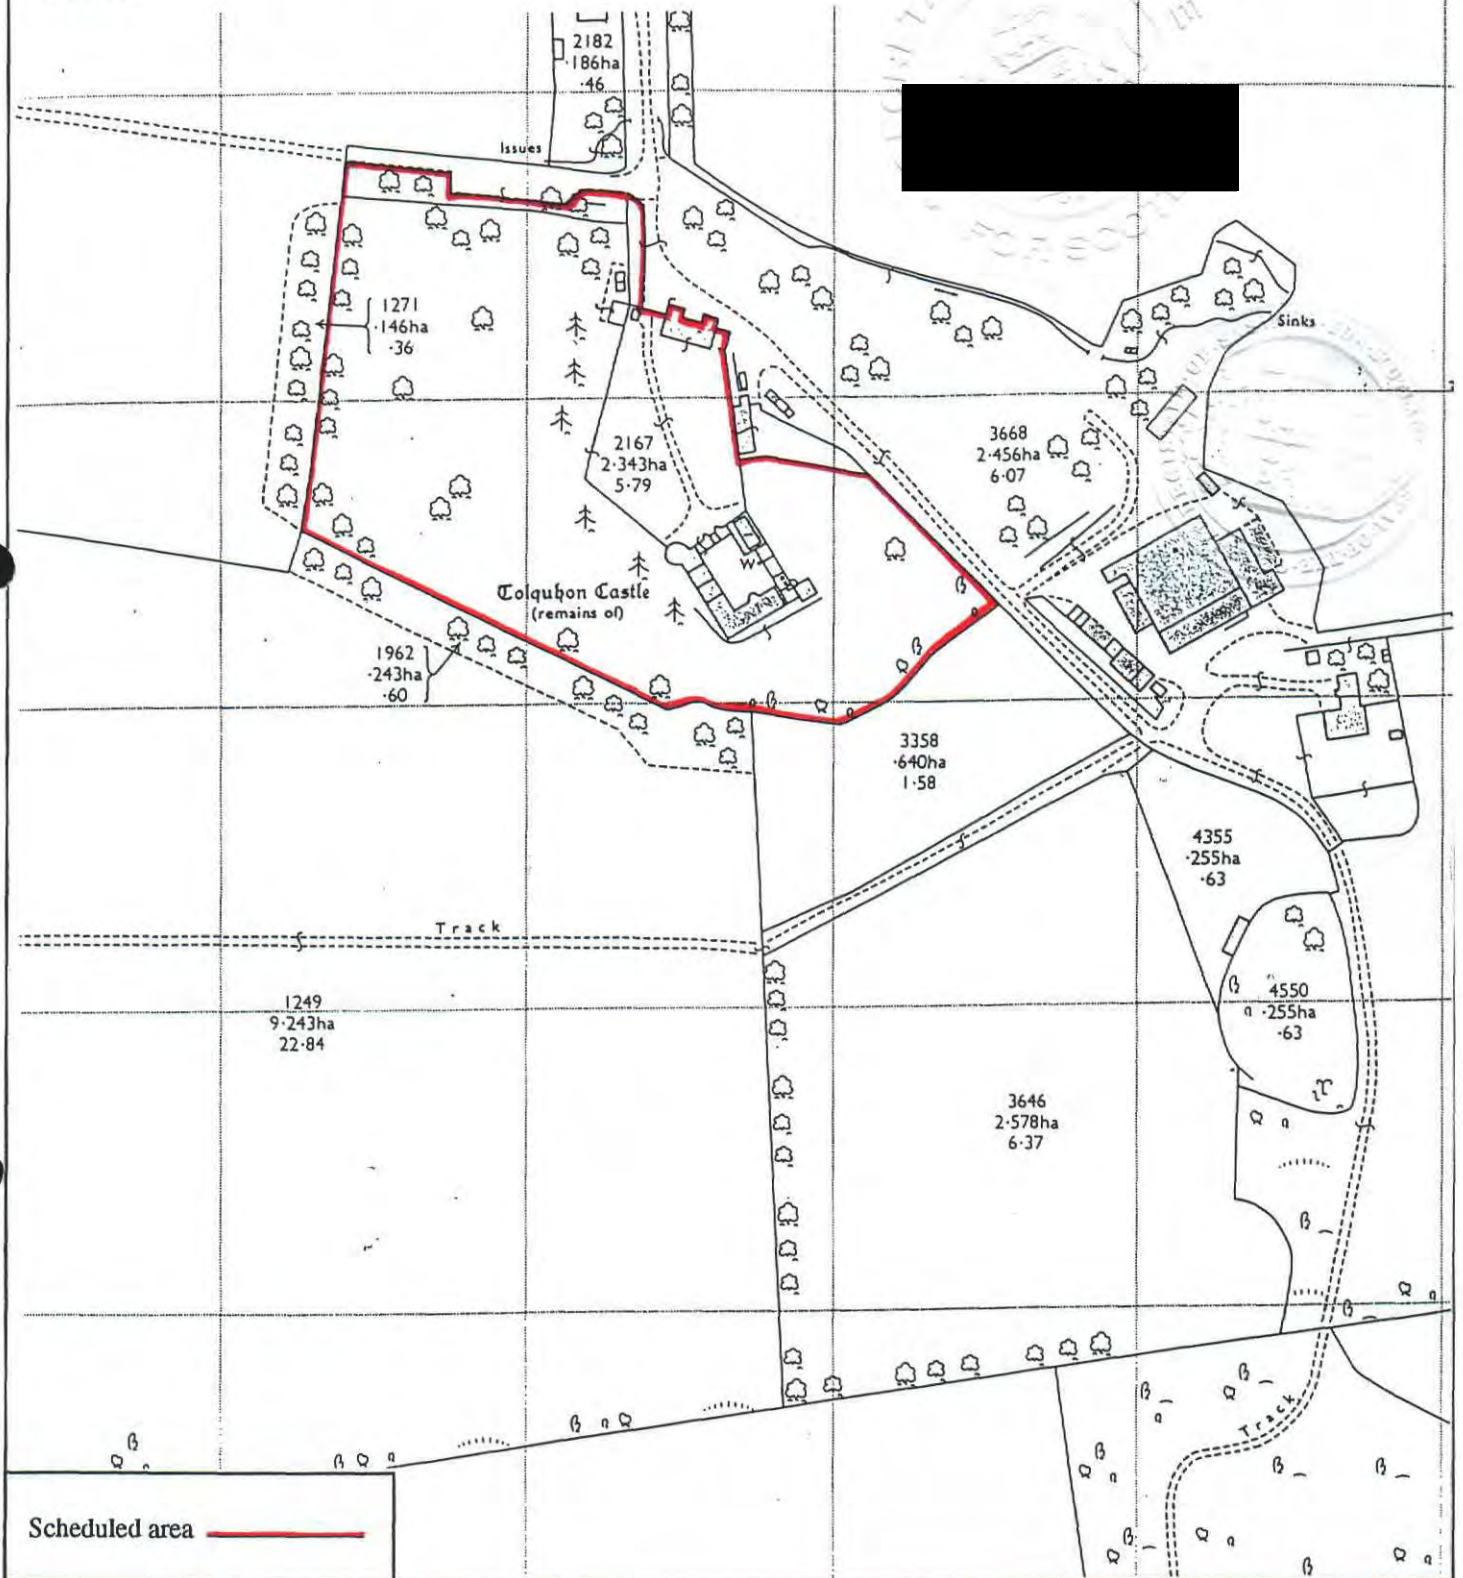 2182
·186ha
·46
Issues
Sinks
1271
·146ha
·36
2167
2·343ha
5·79
3668
2·456ha
6·07
W
Tolquhon Castle
(remains of)
1962
·243ha
·60
3358
·640ha
1·58
4355
·255ha
·63
Track
1249
9·243ha
22·84
4550
·255ha
·63
3646
2·578ha
6·37
Track
Scheduled area